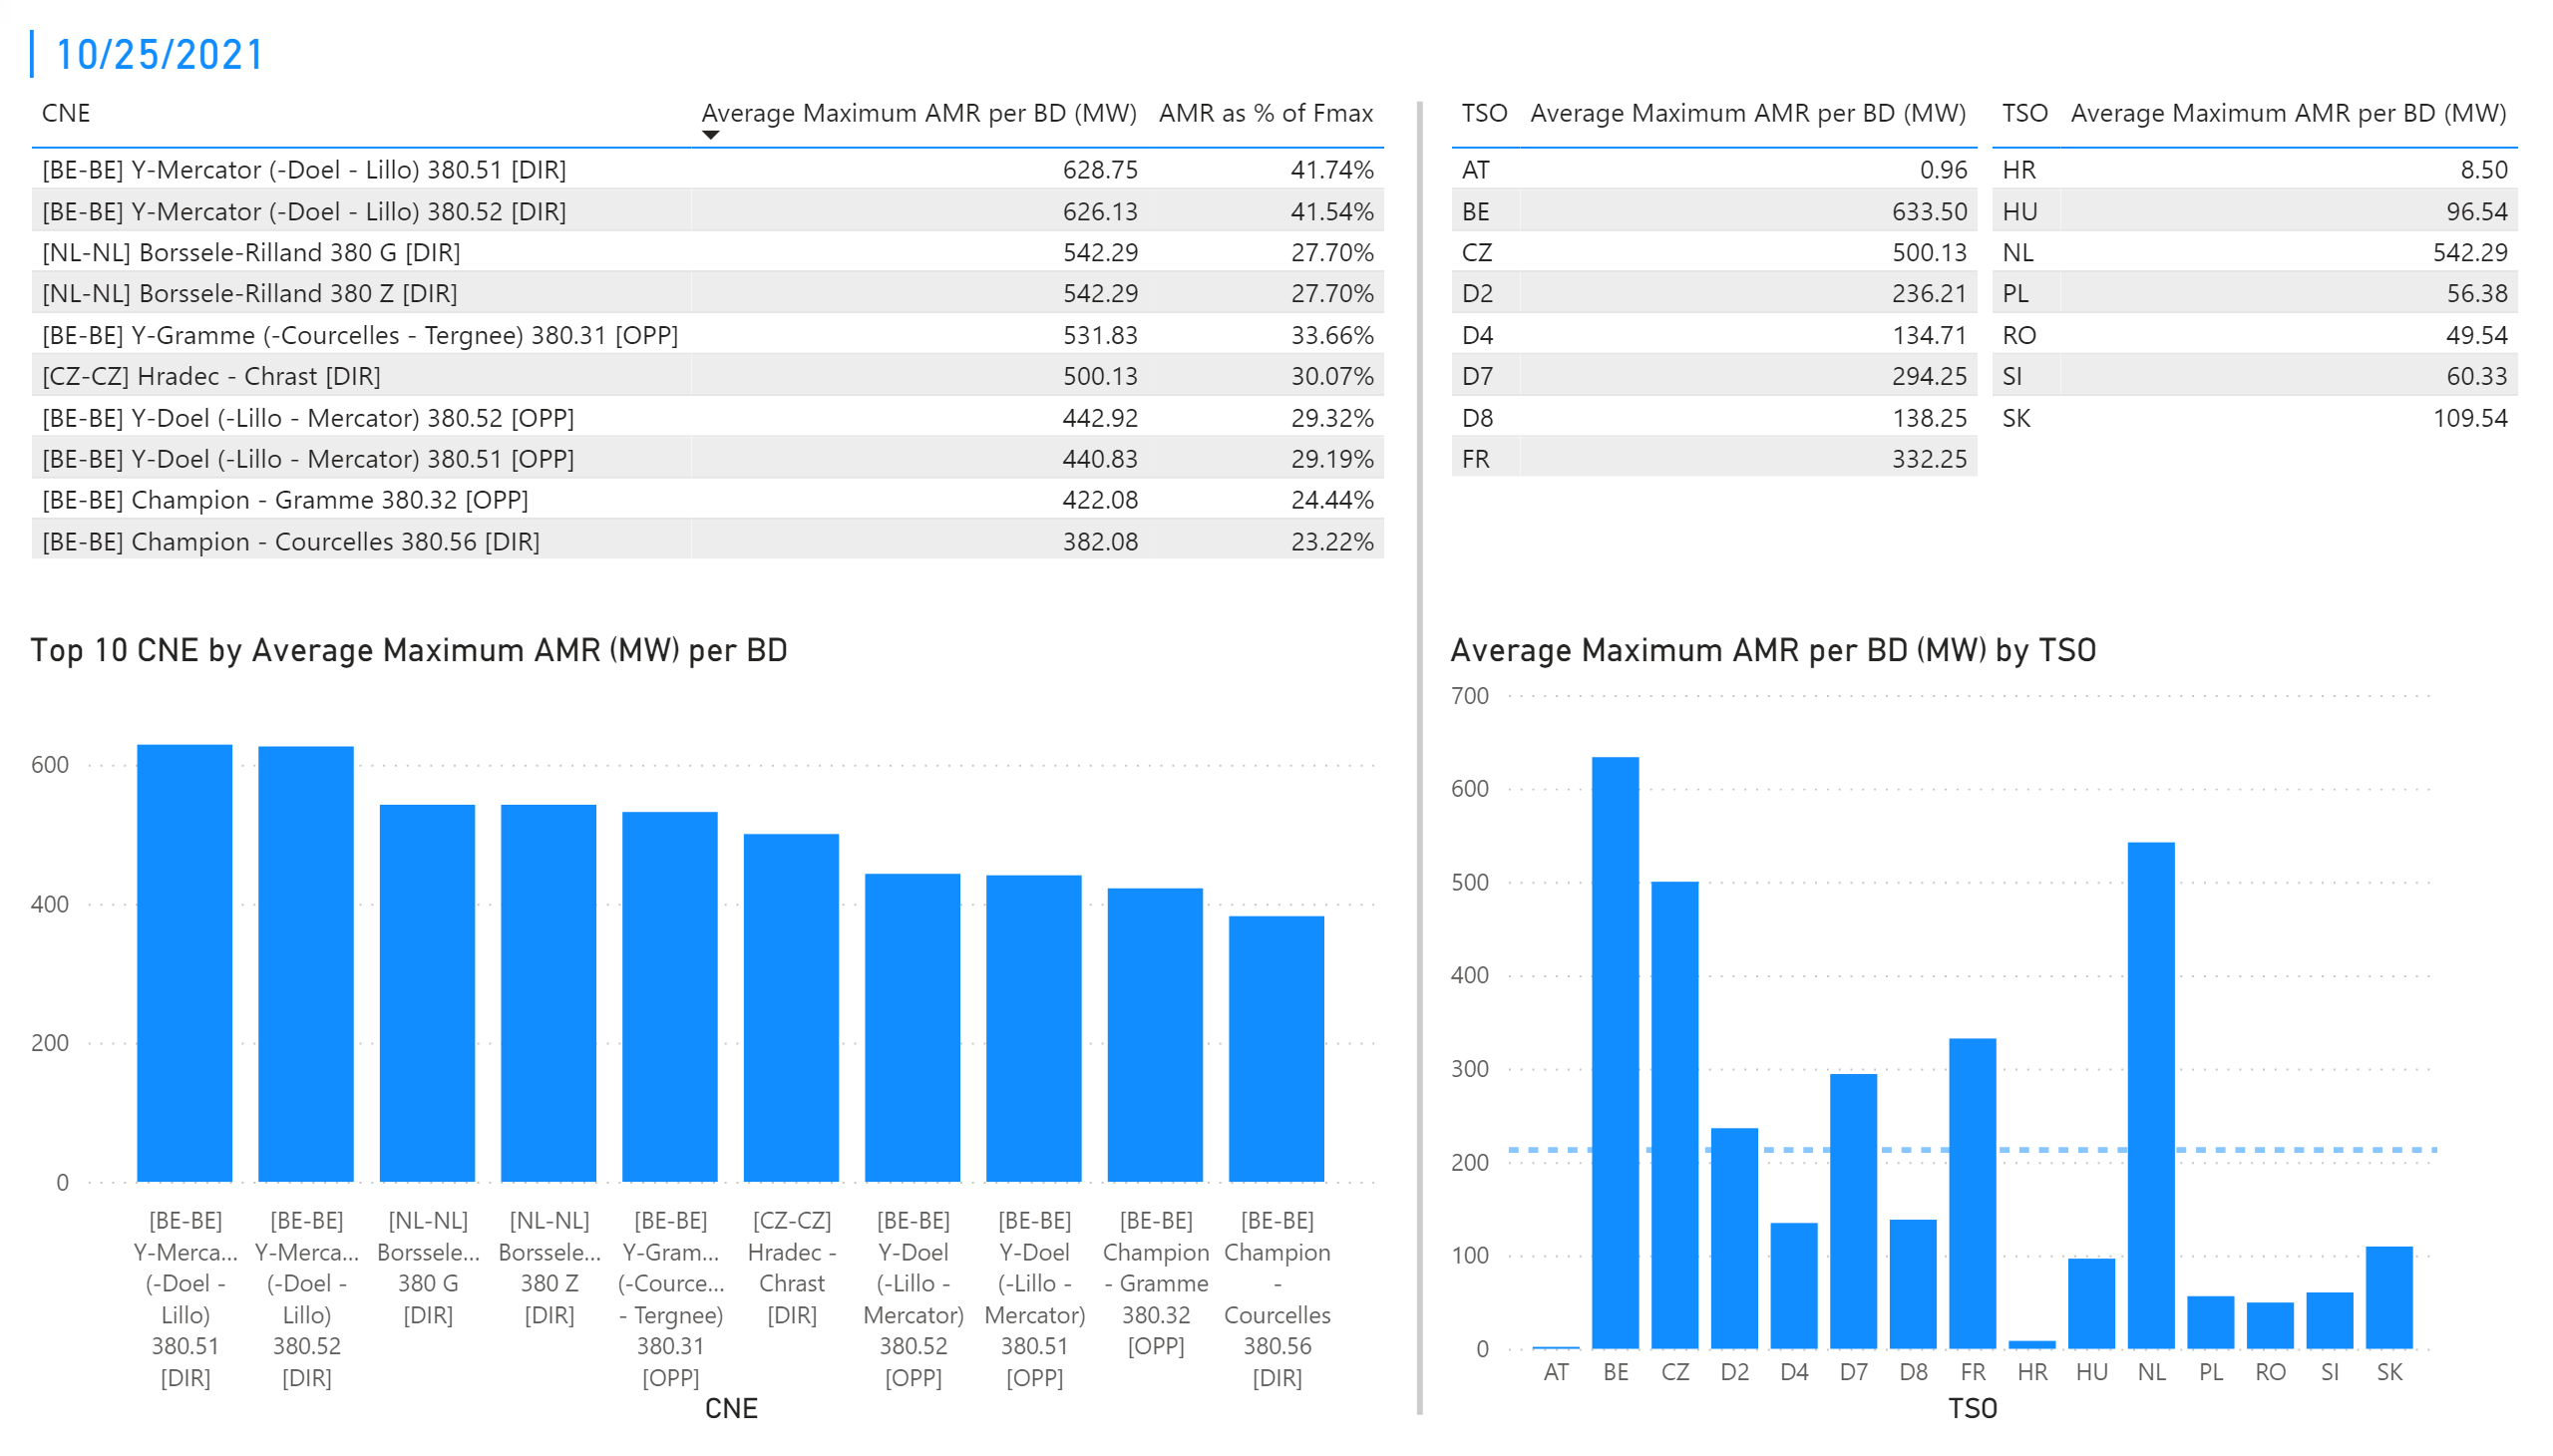 10/25/2021
CNE Average Maximum AMR per BD (MW) AMR as % of Fmax
[BE-BE] Y-Mercator (-Doel - Lillo) 380.51 [DIR] 628.75 41.74%
[BE-BE] Y-Mercator (-Doel - Lillo) 380.52 [DIR] 626.13 41.54%
[NL-NL] Borssele-Rilland 380 G [DIR] 542.29 27.70%
[NL-NL] Borssele-Rilland 380 Z [DIR] 542.29 27.70%
[BE-BE] Y-Gramme (-Courcelles - Tergnee) 380.31 [OPP] 531.83 33.66%
[CZ-CZ] Hradec - Chrast [DIR] 500.13 30.07%
[BE-BE] Y-Doel (-Lillo - Mercator) 380.52 [OPP] 442.92 29.32%
[BE-BE] Y-Doel (-Lillo - Mercator) 380.51 [OPP] 440.83 29.19%
[BE-BE] Champion - Gramme 380.32 [OPP] 422.08 24.44%
[BE-BE] Champion - Courcelles 380.56 [DIR] 382.08 23.22%
TSO Average Maximum AMR per BD (MW)
AT 0.96
BE 633.50
CZ 500.13
D2 236.21
D4 134.71
D7 294.25
D8 138.25
FR 332.25
TSO Average Maximum AMR per BD (MW)
HR 8.50
HU 96.54
NL 542.29
PL 56.38
RO 49.54
SI 60.33
SK 109.54
Top 10 CNE by Average Maximum AMR (MW) per BD
600
400
200
0
[BE-BE]
Y-Merca...
(-Doel -
Lillo)
380.51
[DIR]
[BE-BE]
Y-Merca...
(-Doel -
Lillo)
380.52
[DIR]
[NL-NL]
Borssele...
380 G
[DIR]
[NL-NL]
Borssele...
380 Z
[DIR]
[BE-BE]
Y-Gram...
(-Ource...
- Tergnee)
380.31
[OPP]
[CZ-CZ]
Hradec -
Chrast
[DIR]
[BE-BE]
Y-Doel
(-Lillo -
Mercator)
380.52
[OPP]
[BE-BE]
Y-Doel
(-Lillo -
Mercator)
380.51
[OPP]
[BE-BE]
Champion
- Gramme
380.32
[OPP]
[BE-BE]
Champion
-
Courcelles
380.56
[DIR]
CNE
Average Maximum AMR per BD (MW) by TSO
700
600
500
400
300
200
100
0
AT BE CZ D2 D4 D7 D8 FR HR HU NL PL RO SI SK
TSO